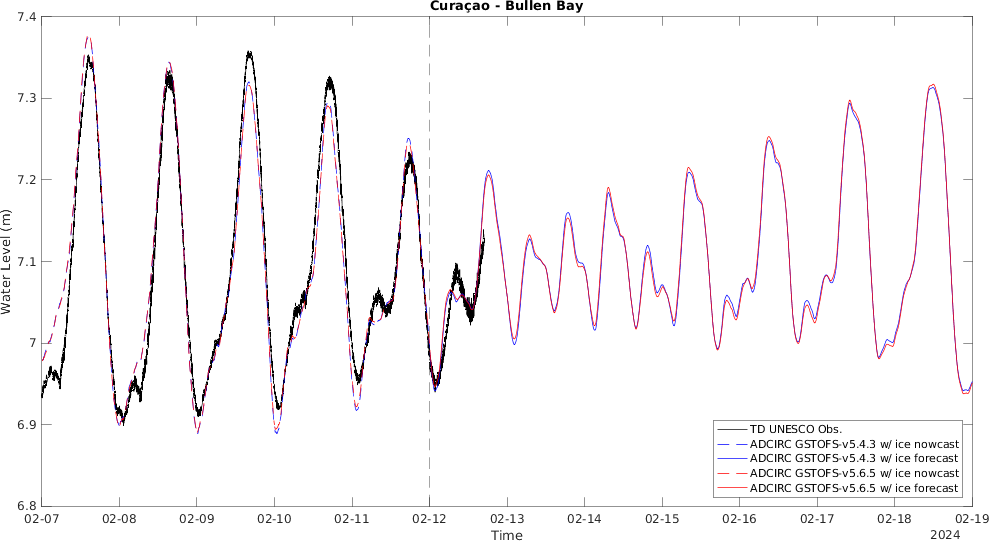 Curaçao - Bullen Bay
Water Level (m)
7.4
7.3
7.2
7.1
7
6.9
6.8
TD UNESCO Obs.
ADCIRC GSTOFS-v5.4.3 w/ ice nowcast
ADCIRC GSTOFS-v5.4.3 w/ ice forecast
ADCIRC GSTOFS-v5.6.5 w/ ice nowcast
ADCIRC GSTOFS-v5.6.5 w/ ice forecast
02-07 02-08 02-09 02-10 02-11 02-12 02-13 02-14 02-15 02-16 02-17 02-18 02-19
Time
2024